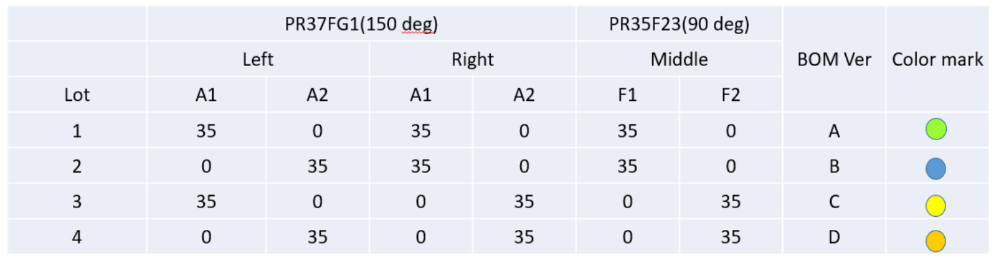 PR37FG1(150 deg) PR35F23(90 deg)
Left Right Middle BOM Ver Color mark
Lot A1 A2 A1 A2 F1 F2
1 35 0 35 0 35 0 A
2 0 35 35 0 35 0 B
3 35 0 0 35 0 35 C
4 0 35 0 35 0 35 D